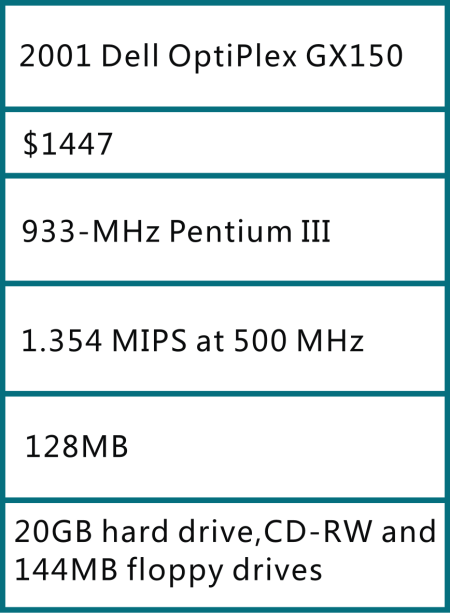 2001 Dell OptiPlex GX150
$1447
933-MHz Pentium III
1.354 MIPS at 500 MHz
128MB
20GB hard drive,CD-RW and
144MB floppy drives